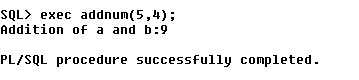 SQL> exec addnum(5,4);
Addition of a and b:9
PL/SQL procedure successfully completed.